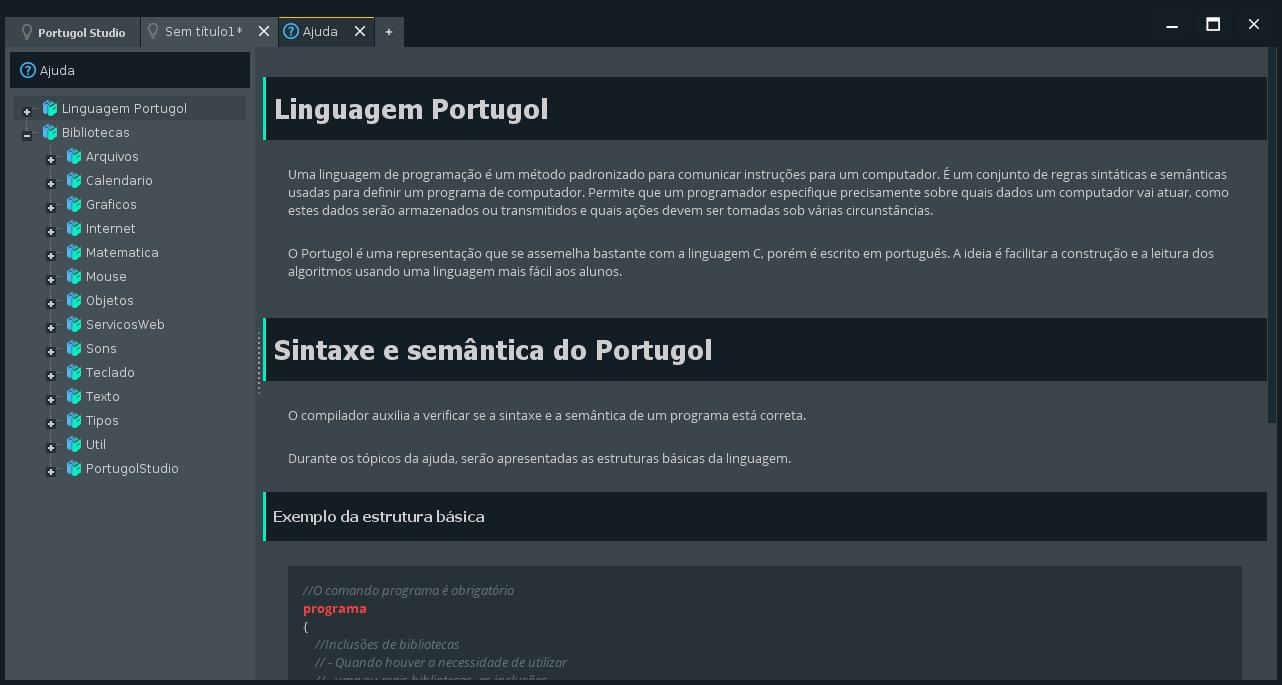 Portugol Studio
Sem título1*
Ajuda
+
Ajuda
Linguagem Portugol
Bibliotecas
Arquivos
Calendario
Graficos
Internet
Matematica
Mouse
Objetos
ServicosWeb
Sons
Teclado
Texto
Tipos
Util
PortugolStudio
Linguagem Portugol
Uma linguagem de programação é um método padronizado para comunicar instruções para um computador. É um conjunto de regras sintáticas e semânticas
usadas para definir um programa de computador. Permite que um programador especifique precisamente sobre quais dados um computador vai atuar, como
estes dados serão armazenados ou transmitidos e quais ações devem ser tomadas sob várias circunstâncias.
O Portugol é uma representação que se assemelha bastante com a linguagem C, porém é escrito em português. A ideia é facilitar a construção e a leitura dos
algoritmos usando uma linguagem mais fácil aos alunos.
Sintaxe e semântica do Portugol
O compilador auxilia a verificar se a sintaxe e a semântica de um programa está correta.
Durante os tópicos da ajuda, serão apresentadas as estruturas básicas da linguagem.
Exemplo da estrutura básica
//O comando programa é obrigatório
programa
{
//Inclusões de bibliotecas
// - Quando houver a necessidade de utilizar
// uma ou mais bibliotecas, as inclusões